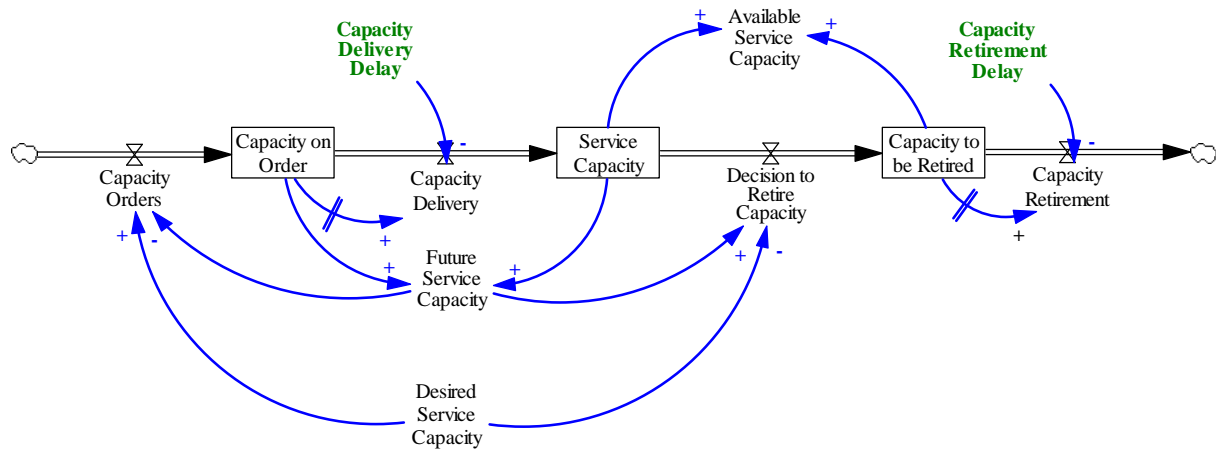 Capacity
Delivery
Delay
+
Available
Service
Capacity
+
Capacity
Retirement
Delay
Capacity on
Order
-
Service
Capacity
Capacity
to be Retired
-
Capacity
Orders
Capacity
Delivery
Decision to
Retire
Capacity
Capacity
Retirement
+
-
+
+
Future
Service
Capacity
+
+
-
+
Desired
Service
Capacity